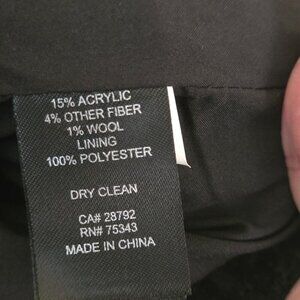 15% ACRYLIC
4% OTHER FIBER
1% WOOL
LINING
100% POLYESTER
DRY CLEAN
CA# 28792
RN# 75343
MADE IN CHINA